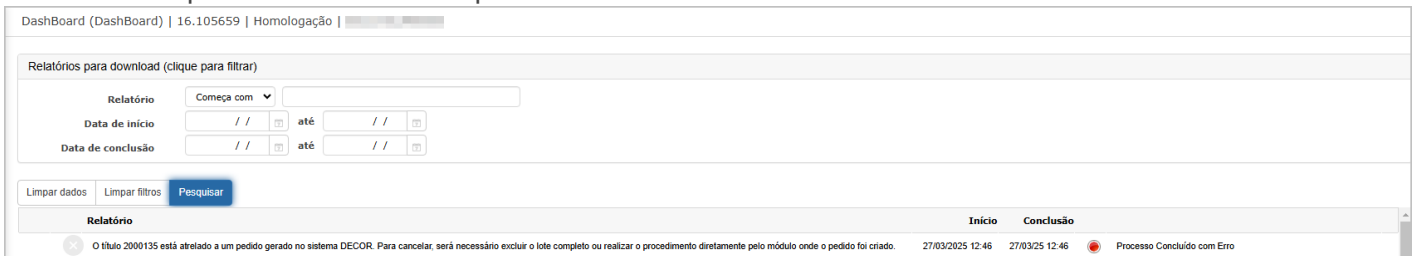 DashBoard (DashBoard) | 16.105659 | Homologação |
Relatórios para download (clique para filtrar)
Relatório Começa com
Data de início / / até / /
Data de conclusão / / até / /
Limpar dados Limpar filtros Pesquisar
Relatório Início Conclusão
O título 2000135 está atrelado a um pedido gerado no sistema DECOR. Para cancelar, será necessário excluir o lote completo ou realizar o procedimento diretamente pelo módulo onde o pedido foi criado. 27/03/2025 12:46 27/03/25 12:46 Processo Concluído com Erro